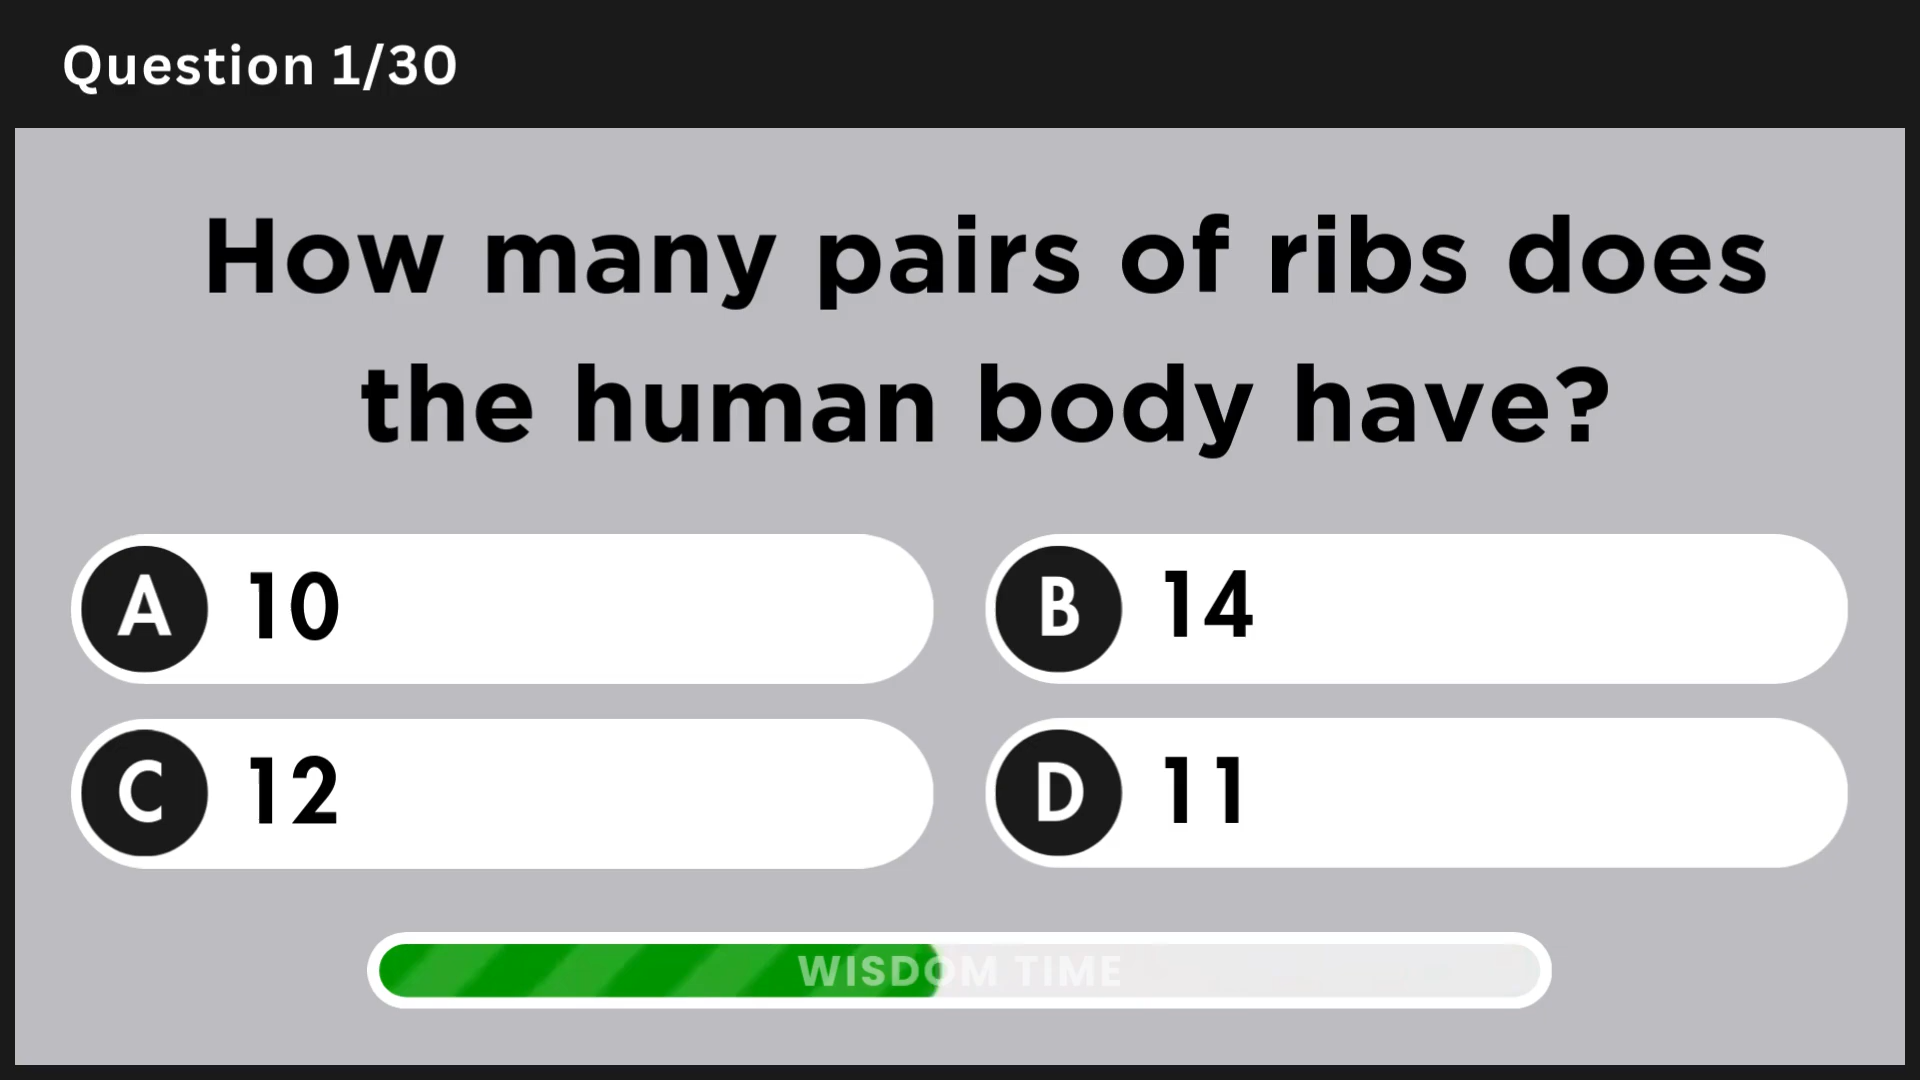 Question 1/30
How many pairs of ribs does
the human body have?
A 10
B 14
C 12
D 11
WISDOM TIME